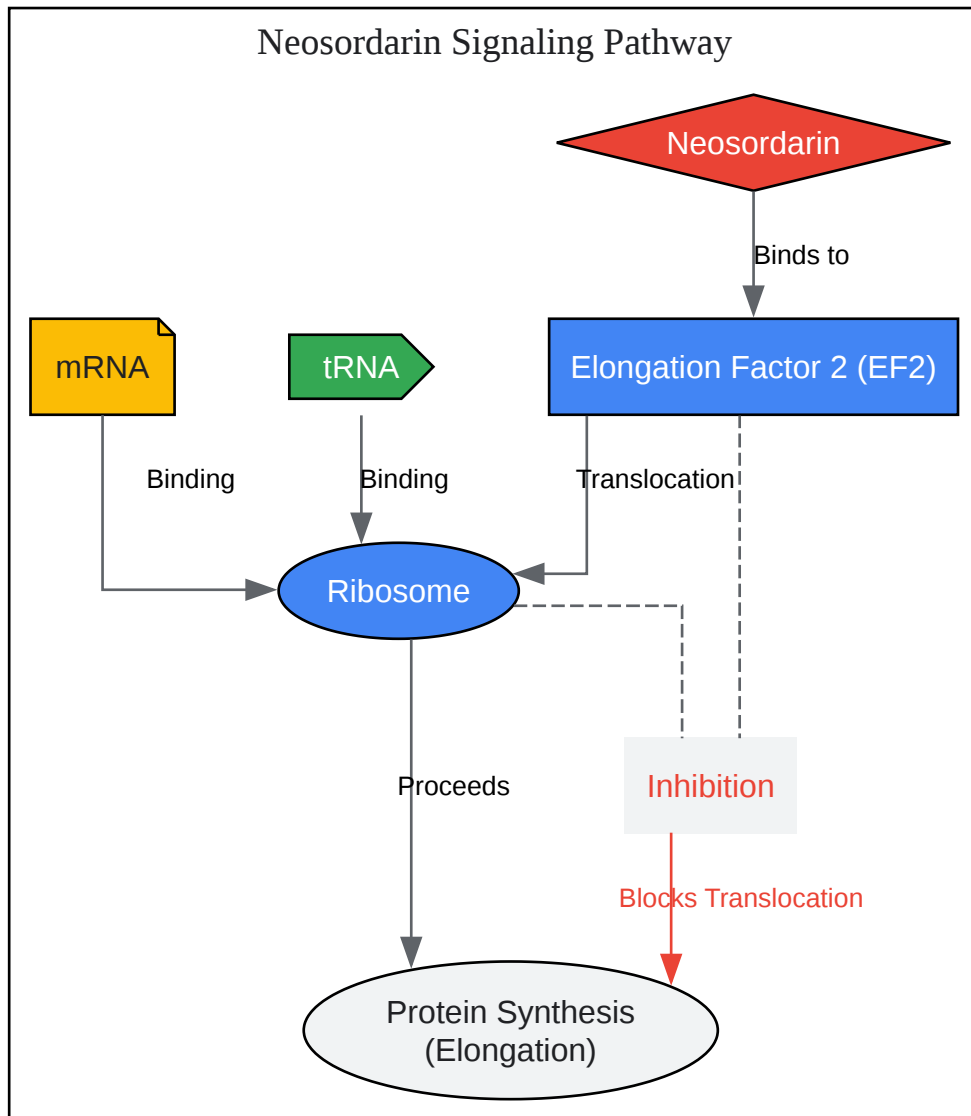 Neosordarin Signaling Pathway
Neosordarin
Binds to
mRNA
tRNA
Elongation Factor 2 (EF2)
Binding
Binding
Translocation
Ribosome
Proceeds
Inhibition
Blocks Translocation
Protein Synthesis
(Elongation)